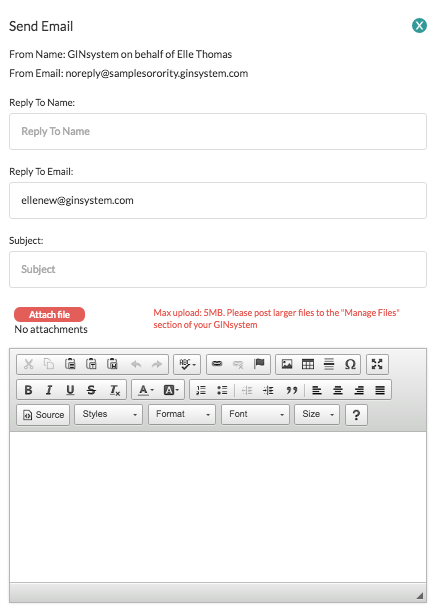 Send Email
X
From Name: GINsystem on behalf of Elle Thomas
From Email: noreply@samplesorority.ginsystem.com
Reply To Name:
Reply To Name
Reply To Email:
ellenew@ginsystem.com
Subject:
Subject
Attach file
No attachments
Max upload: 5MB. Please post larger files to the "Manage Files"
section of your GINsystem
ABC Ω
B I U S Tx A A ”
Source Styles Format Font Size ?